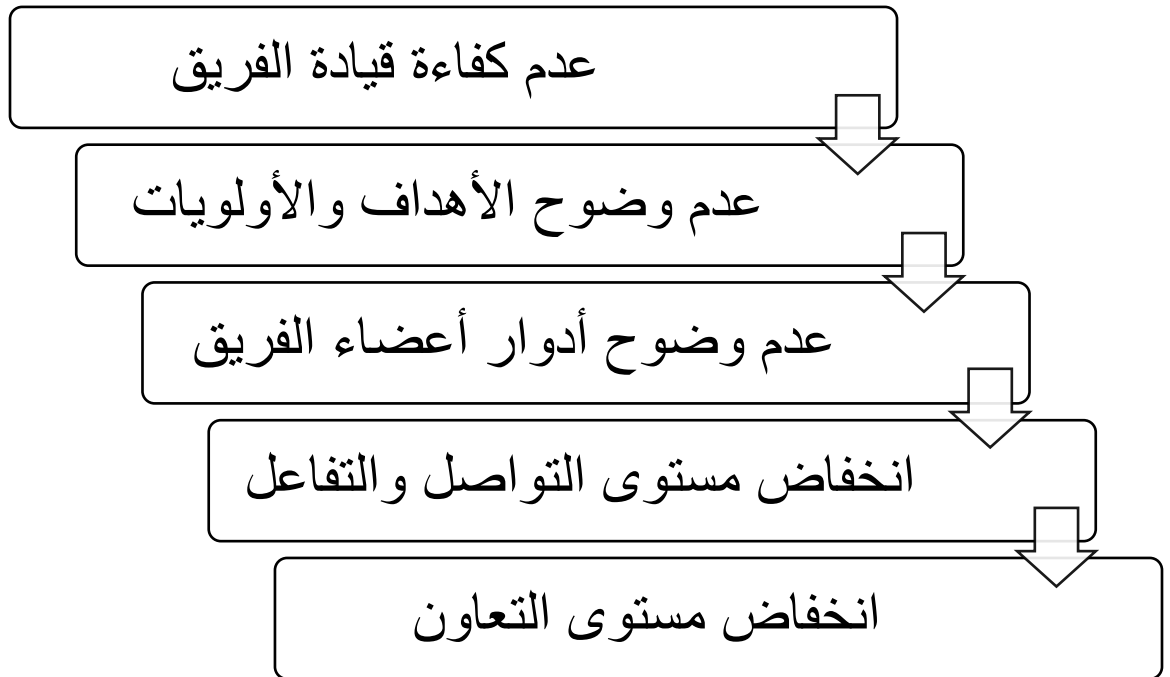 عدم كفاءة قيادة الفريق
عدم وضوح الأهداف والأولويات
عدم وضوح أدوار أعضاء الفريق
انخفاض مستوى التواصل والتفاعل
انخفاض مستوى التعاون